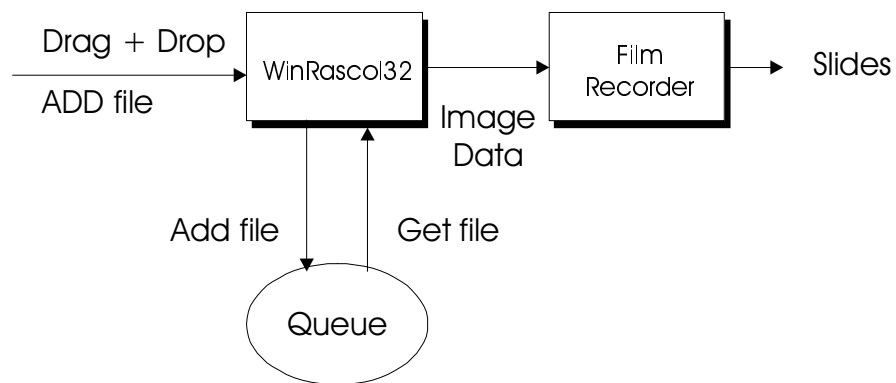 Drag + Drop
ADD file
WinRascol32
Image
Data
Film
Recorder
Slides
Add file
Get file
Queue